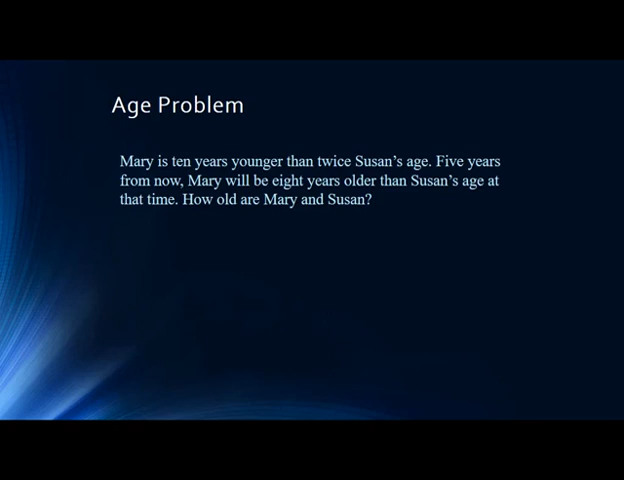 Age Problem
Mary is ten years younger than twice Susan’s age. Five years
from now, Mary will be eight years older than Susan’s age at
that time. How old are Mary and Susan?